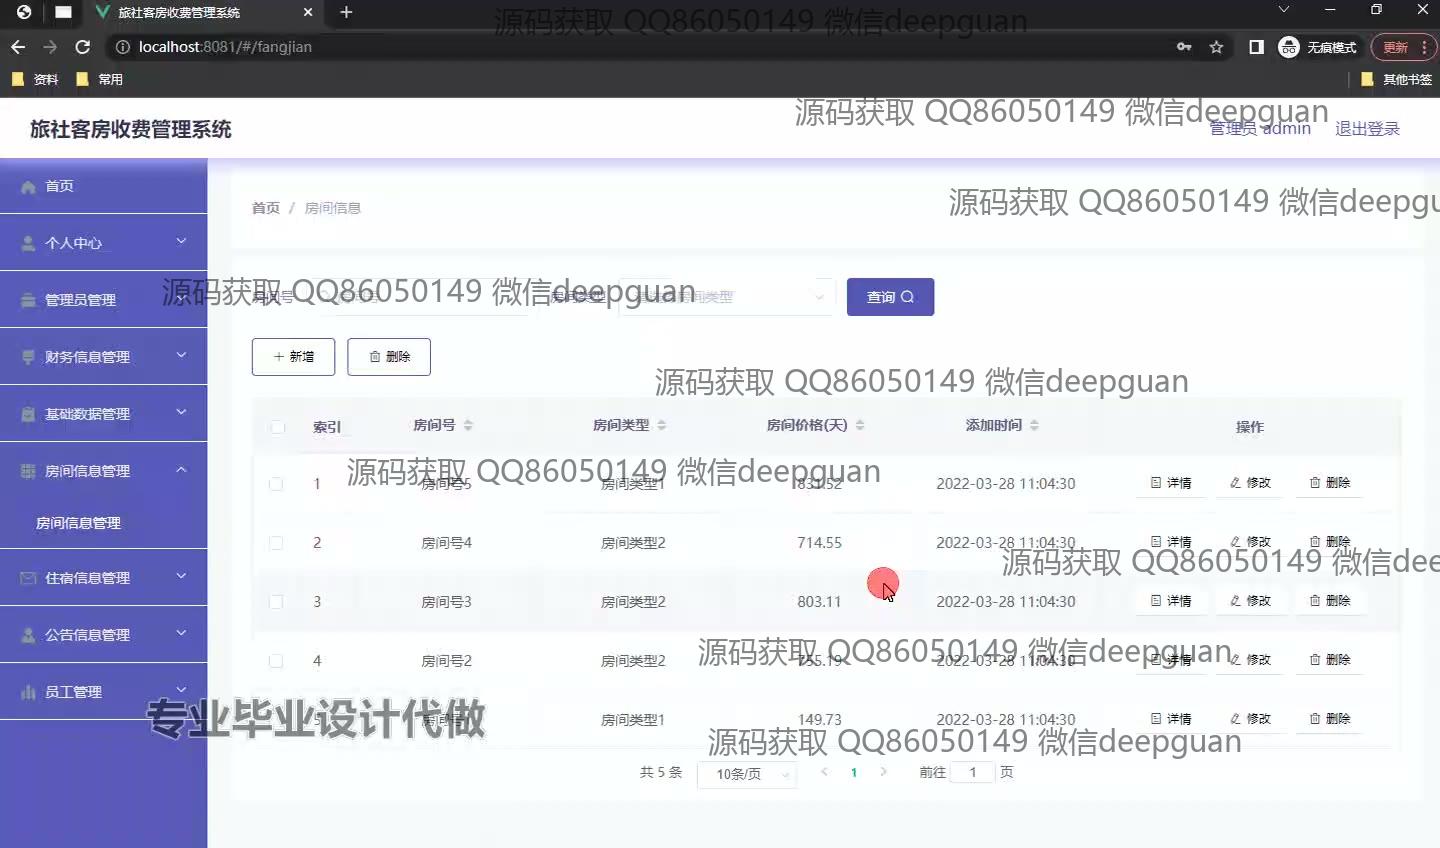 旅社客房收费管理系统
源码获取 QQ86050149 微信deepguan
localhost:8081/#/fangjian
无痕模式
更新
资料
常用
其他书签
旅社客房收费管理系统
源码获取 QQ86050149 微信deepguan
管理员 admin
退出登录
首页
个人中心
管理员管理
财务信息管理
基础数据管理
房间信息管理
房间信息管理
住宿信息管理
公告信息管理
员工管理
源码获取 QQ86050149 微信deepgu
首页 / 房间信息
源码获取 QQ86050149 微信deepguan
查询
新增
删除
源码获取 QQ86050149 微信deepguan
索引 房间号 房间类型 房间价格(天) 添加时间 操作
源码获取 QQ86050149 微信deepguan
1 房间号5 房间类型1 831.52 2022-03-28 11:04:30 详情 修改 删除
2 房间号4 房间类型2 714.55 2022-03-28 11:04:30 详情 修改 删除
源码获取 QQ86050149 微信dee
3 房间号3 房间类型2 803.11 2022-03-28 11:04:30 详情 修改 删除
源码获取 QQ86050149 微信deepguan
4 房间号2 房间类型2 755.19 2022-03-28 11:04:30 详情 修改 删除
专业毕业设计代做
5 房间类型1 149.73 2022-03-28 11:04:30 详情 修改 删除
源码获取 QQ86050149 微信deepguan
共 5 条 10条/页 1 前往 1 页